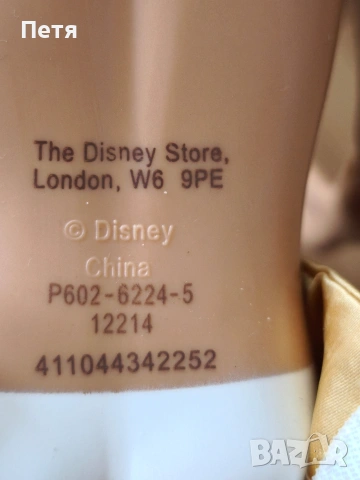 Петя
The Disney Store,
London, W6 9PE
© Disney
China
P602-6224-5
12214
411044342252
BAZAR